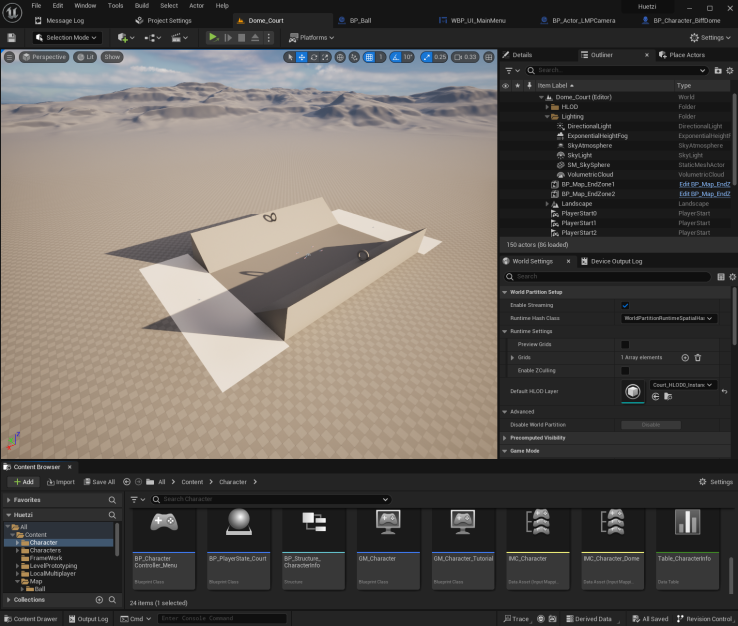 File Edit Window Tools Build Select Actor Help
Huetzi
Main Menu Project Settings Dome_Court BP_Ball WBP_UI_MainMenu BP_Actor_LMPCamera BP_Character_BiffDome
Selection Mode Platforms Settings
Perspective Lit Show 1 10° 0.25 0.33
Details Outliner Place Actors
Search...
Item Label Type
Dome_Court (Editor) World
HLOD Folder
Lighting Folder
DirectionalLight DirectionalLight
ExponentialHeightFog ExponentialHeightF
SkyAtmosphere SkyAtmosphere
SkyLight SkyLight
SM_SkySphere StaticMeshActor
VolumetricCloud VolumetricCloud
BP_Map_EndZone1 Edit BP_Map_EndZ
BP_Map_EndZone2 Edit BP_Map_EndZ
Landscape Landscape
PlayerStart0 PlayerStart
PlayerStart1 PlayerStart
PlayerStart2 PlayerStart
150 actors (86 loaded)
World Settings Device Output Log
Search
World Partition Setup
Enable Streaming
Runtime Hash Class WorldPartitionRuntimeSpatialHas
Runtime Settings
Preview Grids
Grids 1 Array elements
Enable ZCulling
Default HLOD Layer Court_HLOD0_Instanc
Advanced
Disable World Partition Disable
Precomputed Visibility
Game Mode
Z
Content Browser
Add Import Save All All Content Character Settings
Favorites
Search Character
Huetzi
All
Content
Character
Characters
FrameWork
LevelPrototyping
LocalMultiplayer
Map
Ball
Collections
BP_Character
Controller_Menu
Blueprint Class
BP_PlayerState_Court
Blueprint Class
BP_Structure_
CharacterInfo
Structure
GM_Character
Blueprint Class
GM_Character_Tutorial
Blueprint Class
IMC_Character
Data Asset (Input Mappi...
IMC_Character_Dome
Data Asset (Input Mappi...
Table_CharacterInfo
Data Table
24 items (1 selected)
Content Drawer Output Log Cmd Enter Console Command Trace Derived Data All Saved Revision Control